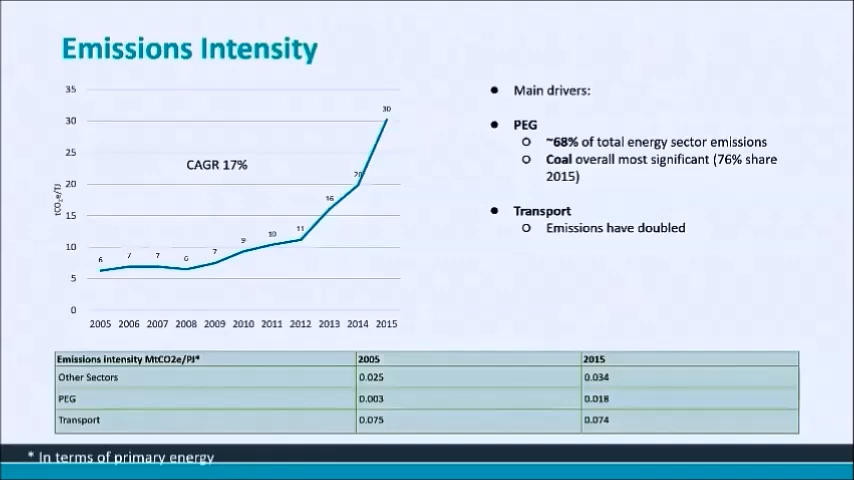 Emissions Intensity
35
30
25
20
15
10
5
0
tCO2e/TJ
CAGR 17%
6
7
7
6
7
9
10
11
16
20
30
2005 2006 2007 2008 2009 2010 2011 2012 2013 2014 2015
● Main drivers:
● PEG
○ ~68% of total energy sector emissions
○ Coal overall most significant (76% share
2015)
● Transport
○ Emissions have doubled
Emissions intensity MtCO2e/PJ* 2005 2015
Other Sectors 0.025 0.034
PEG 0.003 0.018
Transport 0.075 0.074
* In terms of primary energy